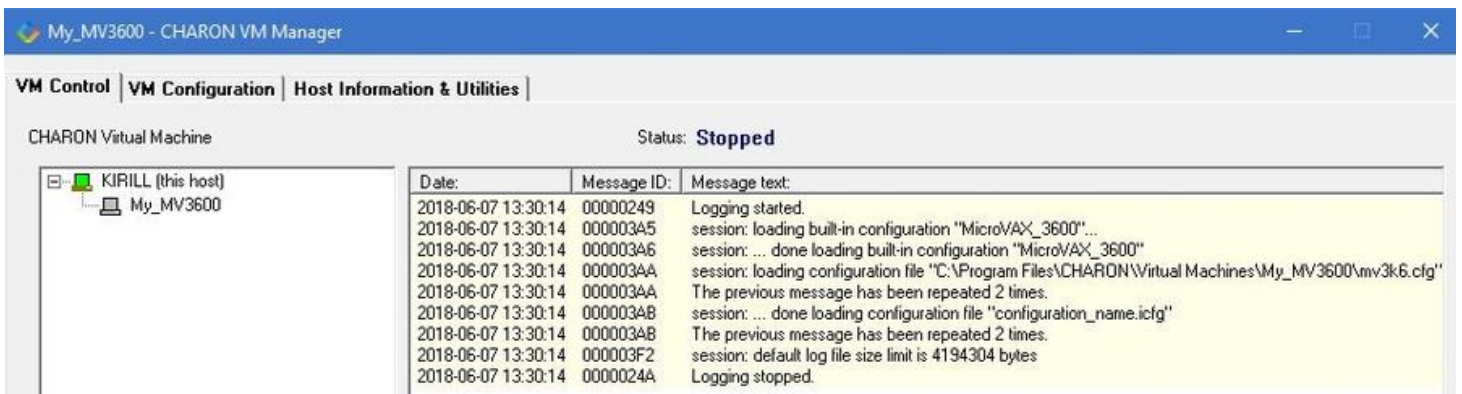 My_MV3600 - CHARON VM Manager
VM Control VM Configuration Host Information & Utilities
CHARON Virtual Machine Status: Stopped
KIRILL (this host)
My_MV3600
Date: Message ID: Message text:
2018-06-07 13:30:14 00000249 Logging started.
2018-06-07 13:30:14 000003A5 session: loading built-in configuration "MicroVAX_3600"...
2018-06-07 13:30:14 000003A6 session: ... done loading built-in configuration "MicroVAX_3600"
2018-06-07 13:30:14 000003AA session: loading configuration file "C:\Program Files\CHARON\Virtual Machines\My_MV3600\mv3k6.cfg"
2018-06-07 13:30:14 000003AA The previous message has been repeated 2 times.
2018-06-07 13:30:14 000003AB session: ... done loading configuration file "configuration_name.icfg"
2018-06-07 13:30:14 000003AB The previous message has been repeated 2 times.
2018-06-07 13:30:14 000003F2 session: default log file size limit is 4194304 bytes
2018-06-07 13:30:14 0000024A Logging stopped.